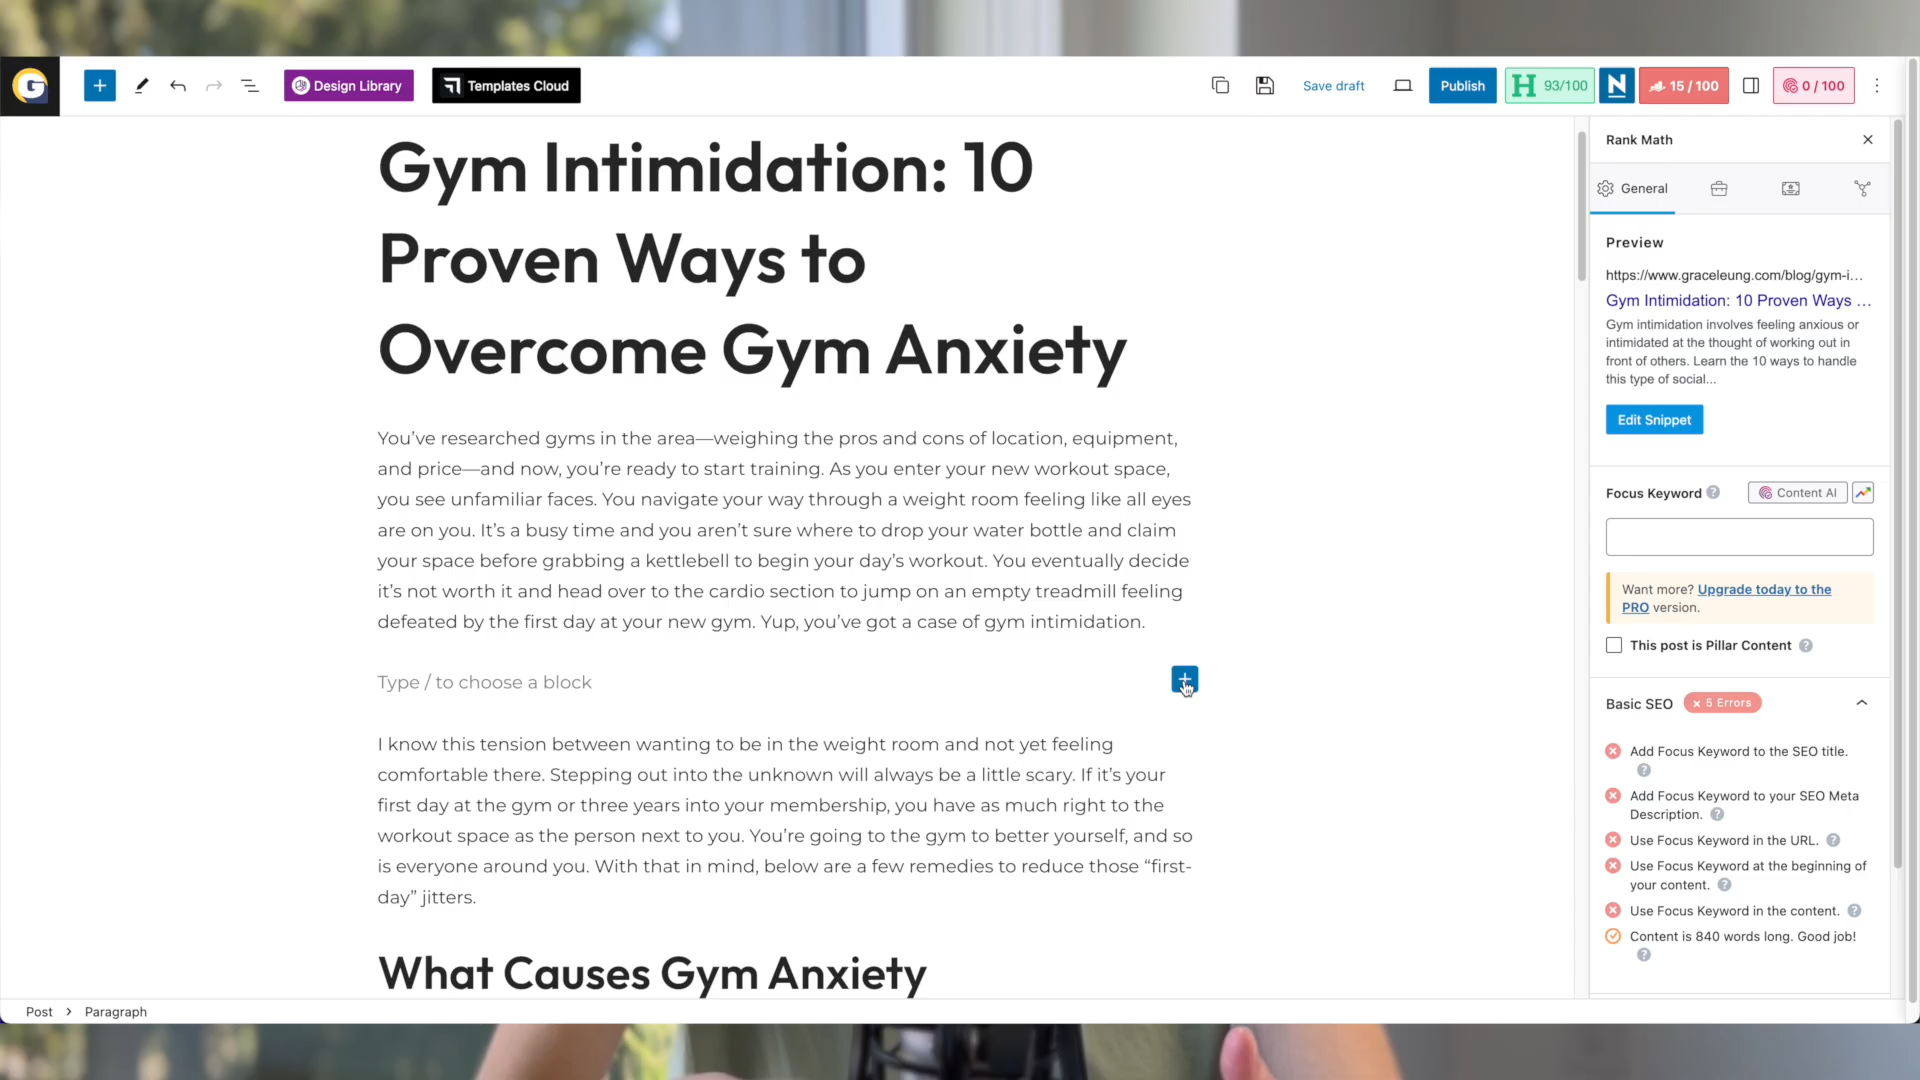 G
Design Library
Templates Cloud
Save draft
Publish
H 93/100
N
15 / 100
0 / 100
Gym Intimidation: 10
Proven Ways to
Overcome Gym Anxiety
You’ve researched gyms in the area—weighing the pros and cons of location, equipment,
and price—and now, you’re ready to start training. As you enter your new workout space,
you see unfamiliar faces. You navigate your way through a weight room feeling like all eyes
are on you. It’s a busy time and you aren’t sure where to drop your water bottle and claim
your space before grabbing a kettlebell to begin your day’s workout. You eventually decide
it’s not worth it and head over to the cardio section to jump on an empty treadmill feeling
defeated by the first day at your new gym. Yup, you’ve got a case of gym intimidation.
Type / to choose a block
I know this tension between wanting to be in the weight room and not yet feeling
comfortable there. Stepping out into the unknown will always be a little scary. If it’s your
first day at the gym or three years into your membership, you have as much right to the
workout space as the person next to you. You’re going to the gym to better yourself, and so
is everyone around you. With that in mind, below are a few remedies to reduce those “first-
day” jitters.
What Causes Gym Anxiety
Post > Paragraph
Rank Math
General
Preview
https://www.graceleung.com/blog/gym-i...
Gym Intimidation: 10 Proven Ways ...
Gym intimidation involves feeling anxious or
intimidated at the thought of working out in
front of others. Learn the 10 ways to handle
this type of social...
Edit Snippet
Focus Keyword
Content AI
Want more? Upgrade today to the
PRO version.
This post is Pillar Content
Basic SEO
× 5 Errors
Add Focus Keyword to the SEO title.
Add Focus Keyword to your SEO Meta
Description.
Use Focus Keyword in the URL.
Use Focus Keyword at the beginning of
your content.
Use Focus Keyword in the content.
Content is 840 words long. Good job!